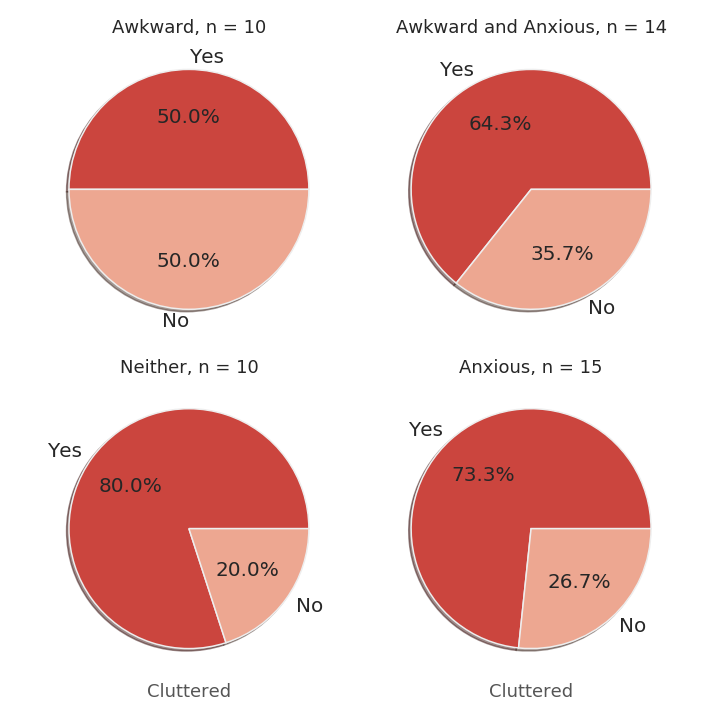 Awkward, n = 10
Yes
50.0%
50.0%
No
Awkward and Anxious, n = 14
Yes
64.3%
35.7%
No
Neither, n = 10
Yes
80.0%
20.0%
No
Cluttered
Anxious, n = 15
Yes
73.3%
26.7%
No
Cluttered